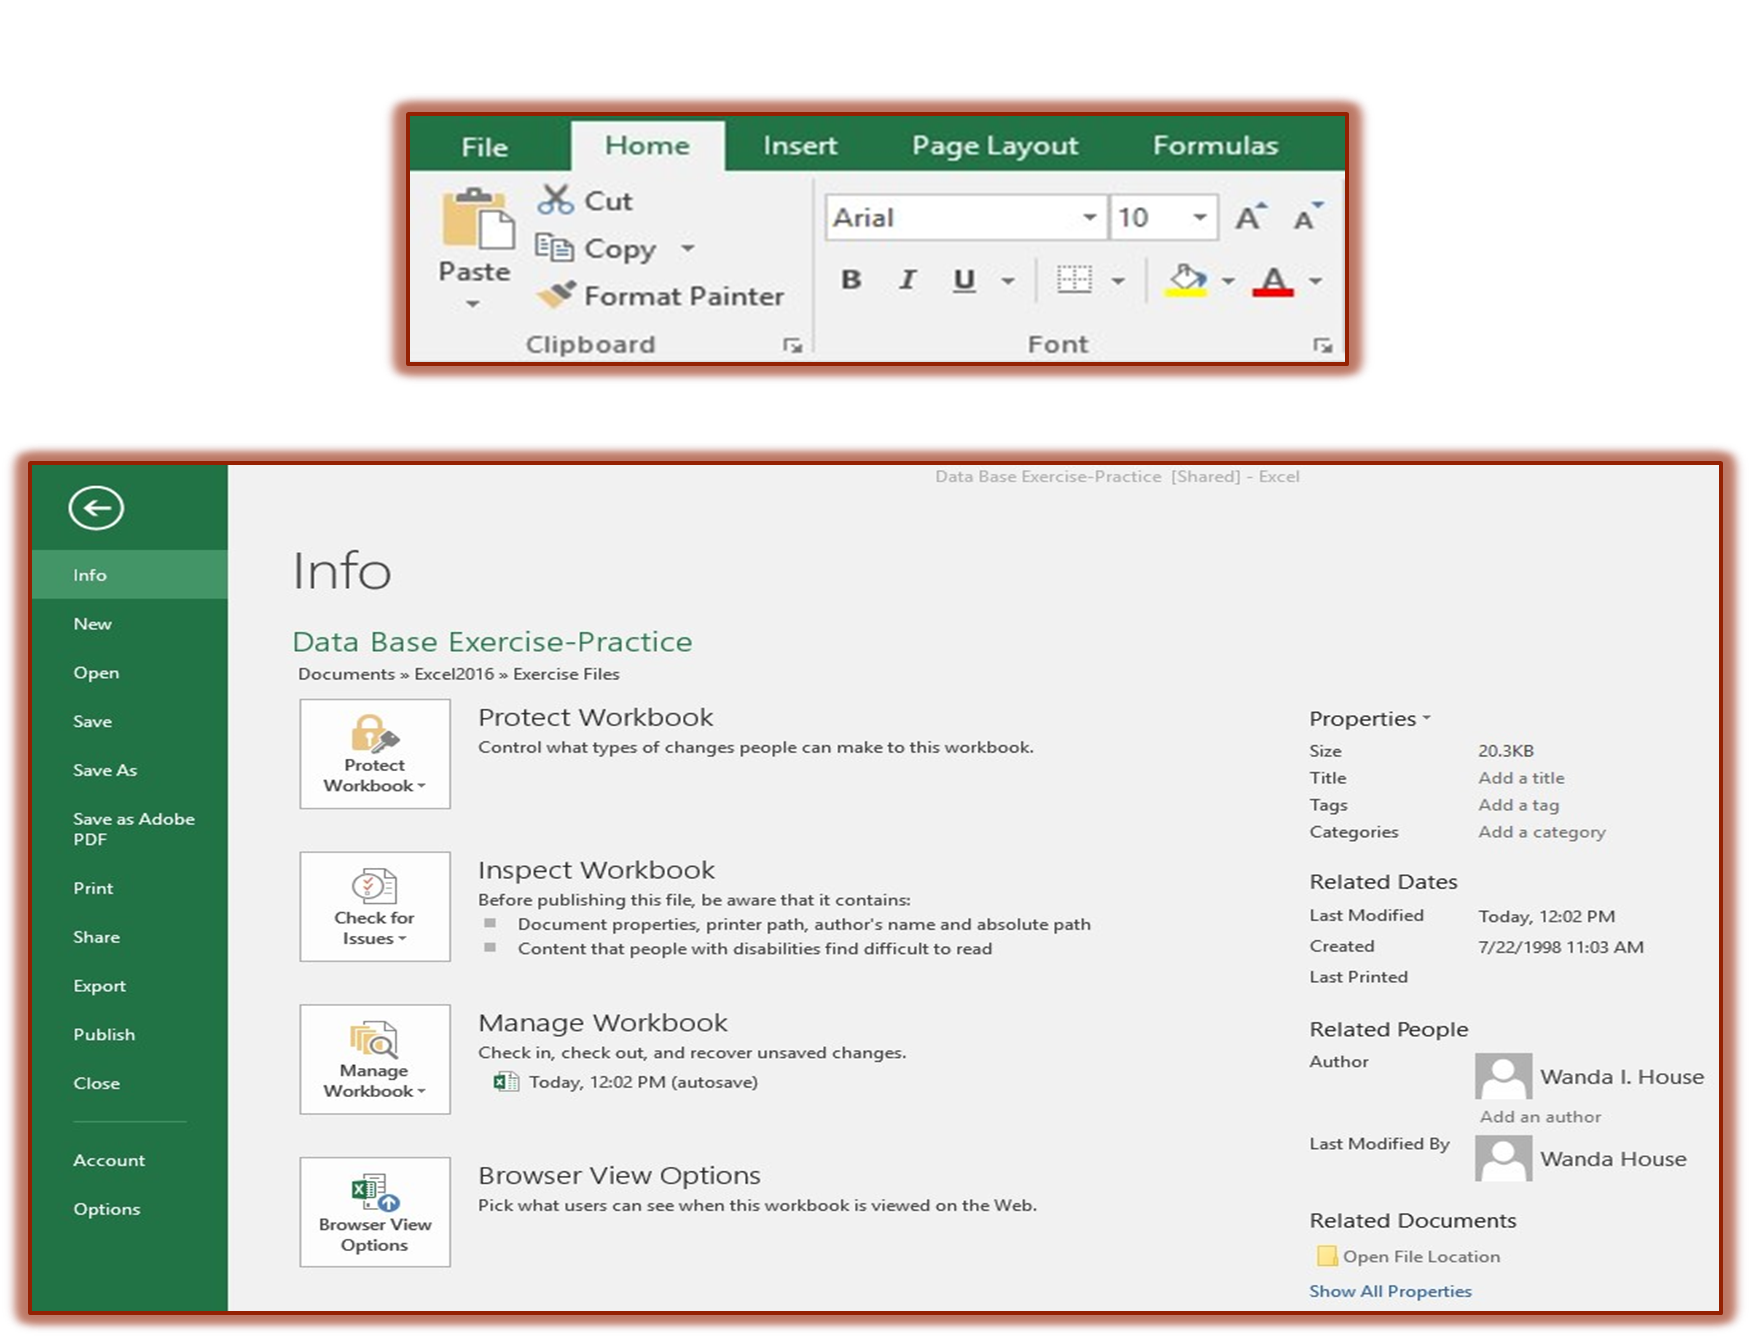 File Home Insert Page Layout Formulas
Cut
Copy
Paste
Format Painter
Clipboard
Arial 10 A A
B I U A
Font
Data Base Exercise-Practice [Shared] - Excel
Info
New
Open
Save
Save As
Save as Adobe
PDF
Print
Share
Export
Publish
Close
Account
Options
Info
Data Base Exercise-Practice
Documents » Excel2016 » Exercise Files
Protect
Workbook
Protect Workbook
Control what types of changes people can make to this workbook.
Check for
Issues
Inspect Workbook
Before publishing this file, be aware that it contains:
Document properties, printer path, author's name and absolute path
Content that people with disabilities find difficult to read
Manage
Workbook
Manage Workbook
Check in, check out, and recover unsaved changes.
Today, 12:02 PM (autosave)
Browser View
Options
Browser View Options
Pick what users can see when this workbook is viewed on the Web.
Properties
Size 20.3KB
Title Add a title
Tags Add a tag
Categories Add a category
Related Dates
Last Modified Today, 12:02 PM
Created 7/22/1998 11:03 AM
Last Printed
Related People
Author Wanda I. House
Add an author
Last Modified By Wanda House
Related Documents
Open File Location
Show All Properties